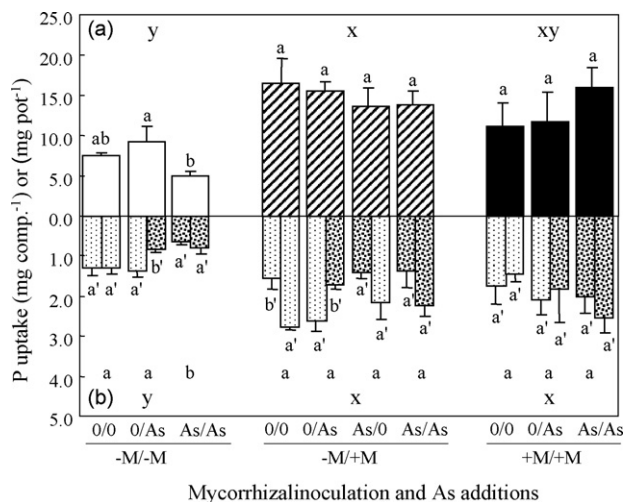 (a) y x xy
25.0
20.0
15.0
10.0
5.0
0.0
1.0
2.0
3.0
4.0
5.0
P uptake (mg comp.⁻¹) or (mg pot⁻¹)
ab a b a a a a a a a
a' a' a' b' a' a' b' a' a' b' a' a' a' a' a' a' a' a' a' a'
a a b a a a a a a a
(b) y x x
0/0 0/As As/As 0/0 0/As As/0 As/As 0/0 0/As As/As
-M/-M -M/+M +M/+M
Mycorrhizalinoculation and As additions